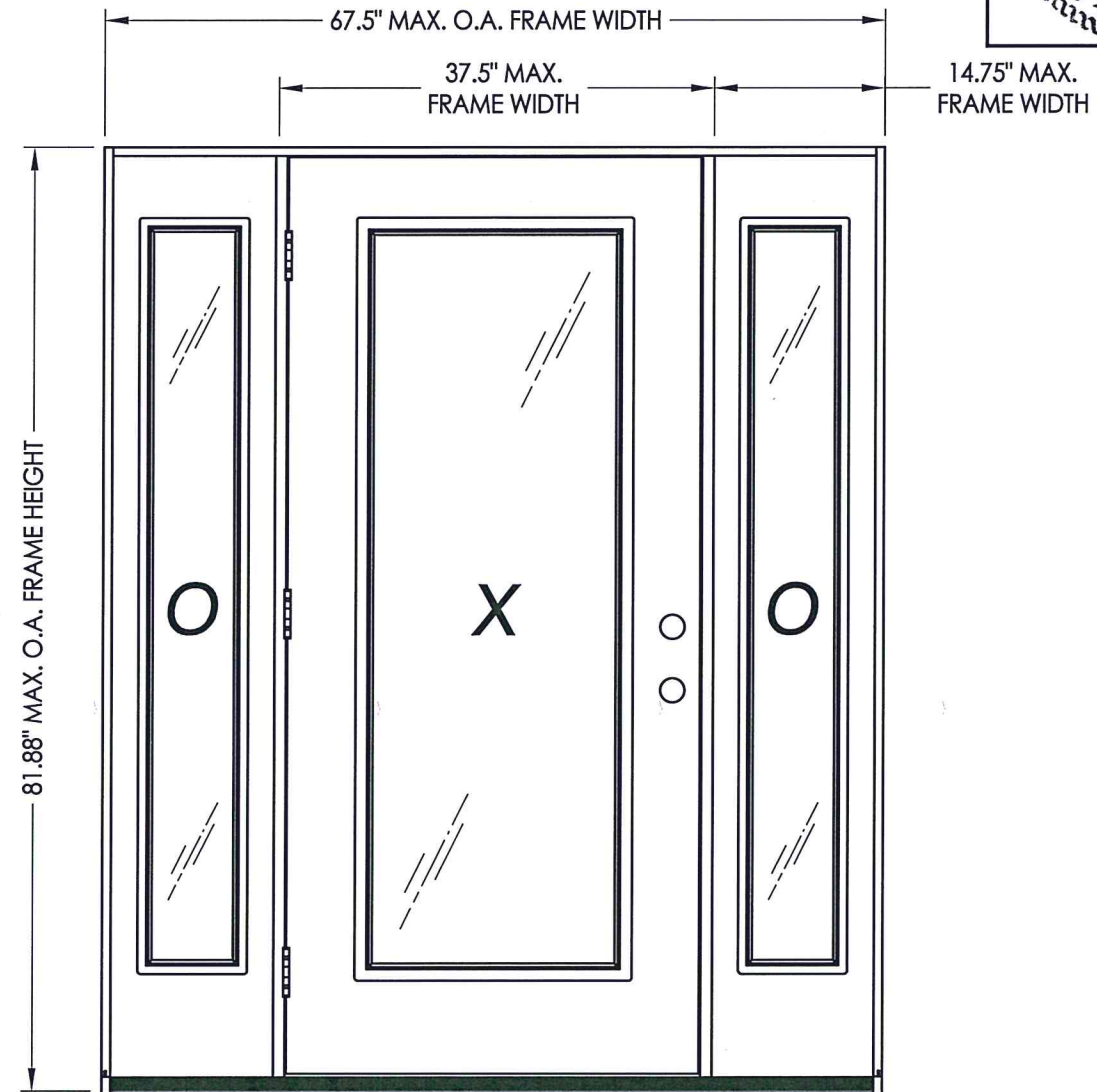 67.5" MAX. O.A. FRAME WIDTH
37.5" MAX.
FRAME WIDTH
14.75" MAX.
FRAME WIDTH
81.88" MAX. O.A. FRAME HEIGHT
O
X
O